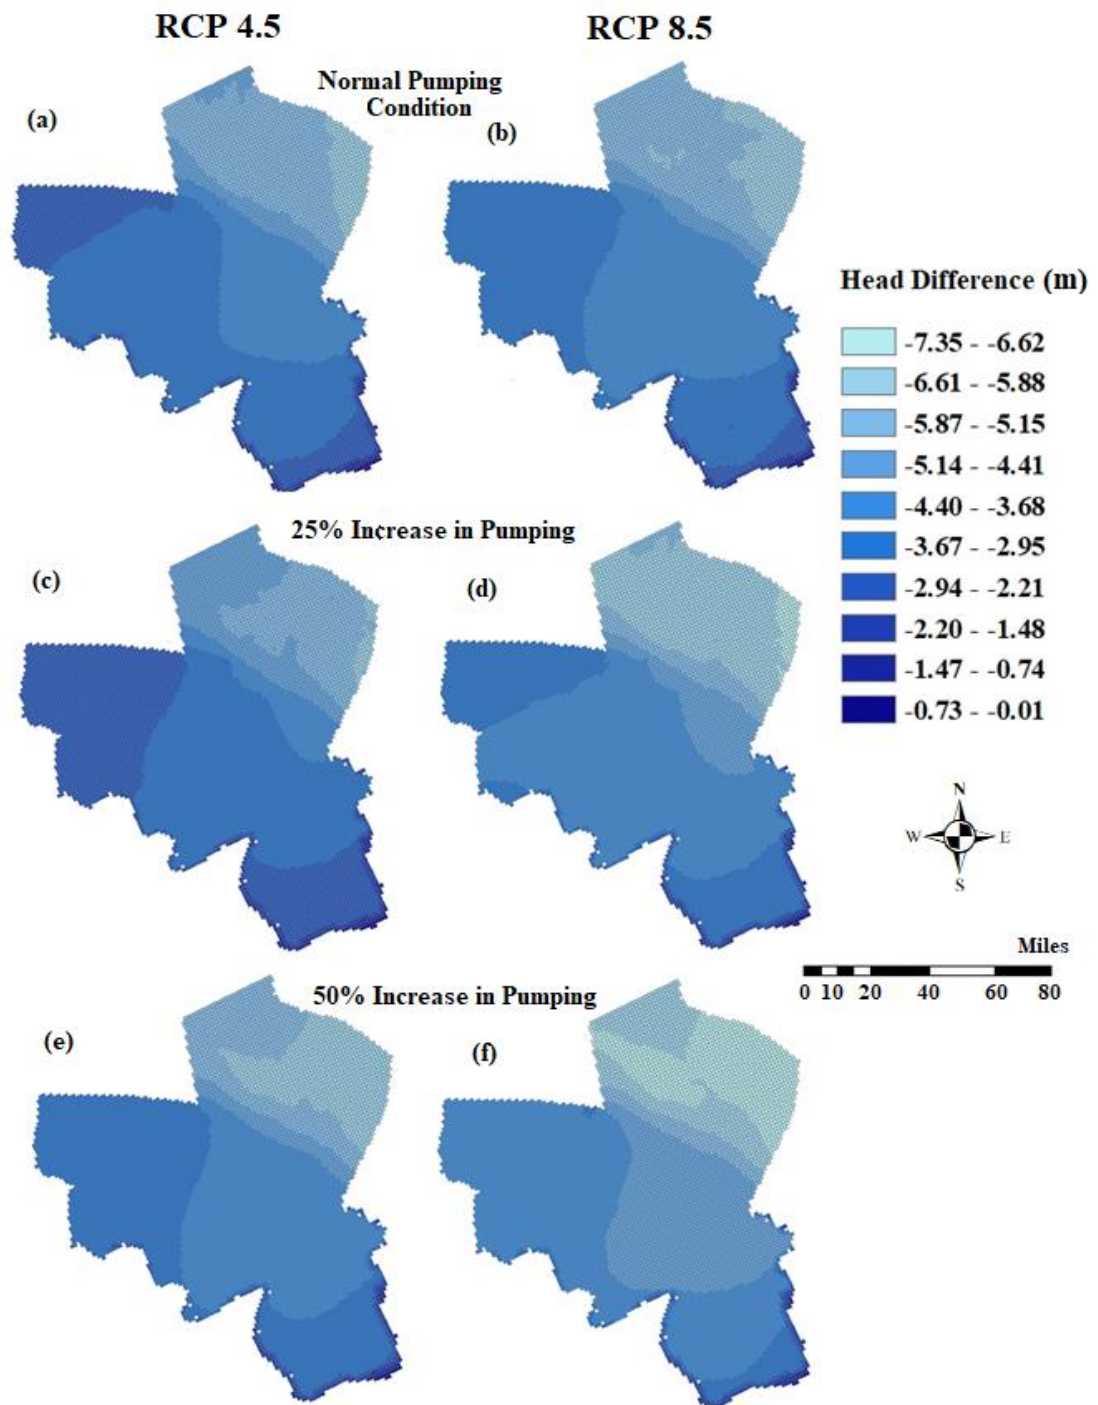 RCP 4.5
RCP 8.5
Normal Pumping
Condition
(a)
(b)
Head Difference (m)
-7.35 - -6.62
-6.61 - -5.88
-5.87 - -5.15
-5.14 - -4.41
-4.40 - -3.68
-3.67 - -2.95
-2.94 - -2.21
-2.20 - -1.48
-1.47 - -0.74
-0.73 - -0.01
25% Increase in Pumping
(c)
(d)
N
W E
S
Miles
0 10 20 40 60 80
50% Increase in Pumping
(e)
(f)